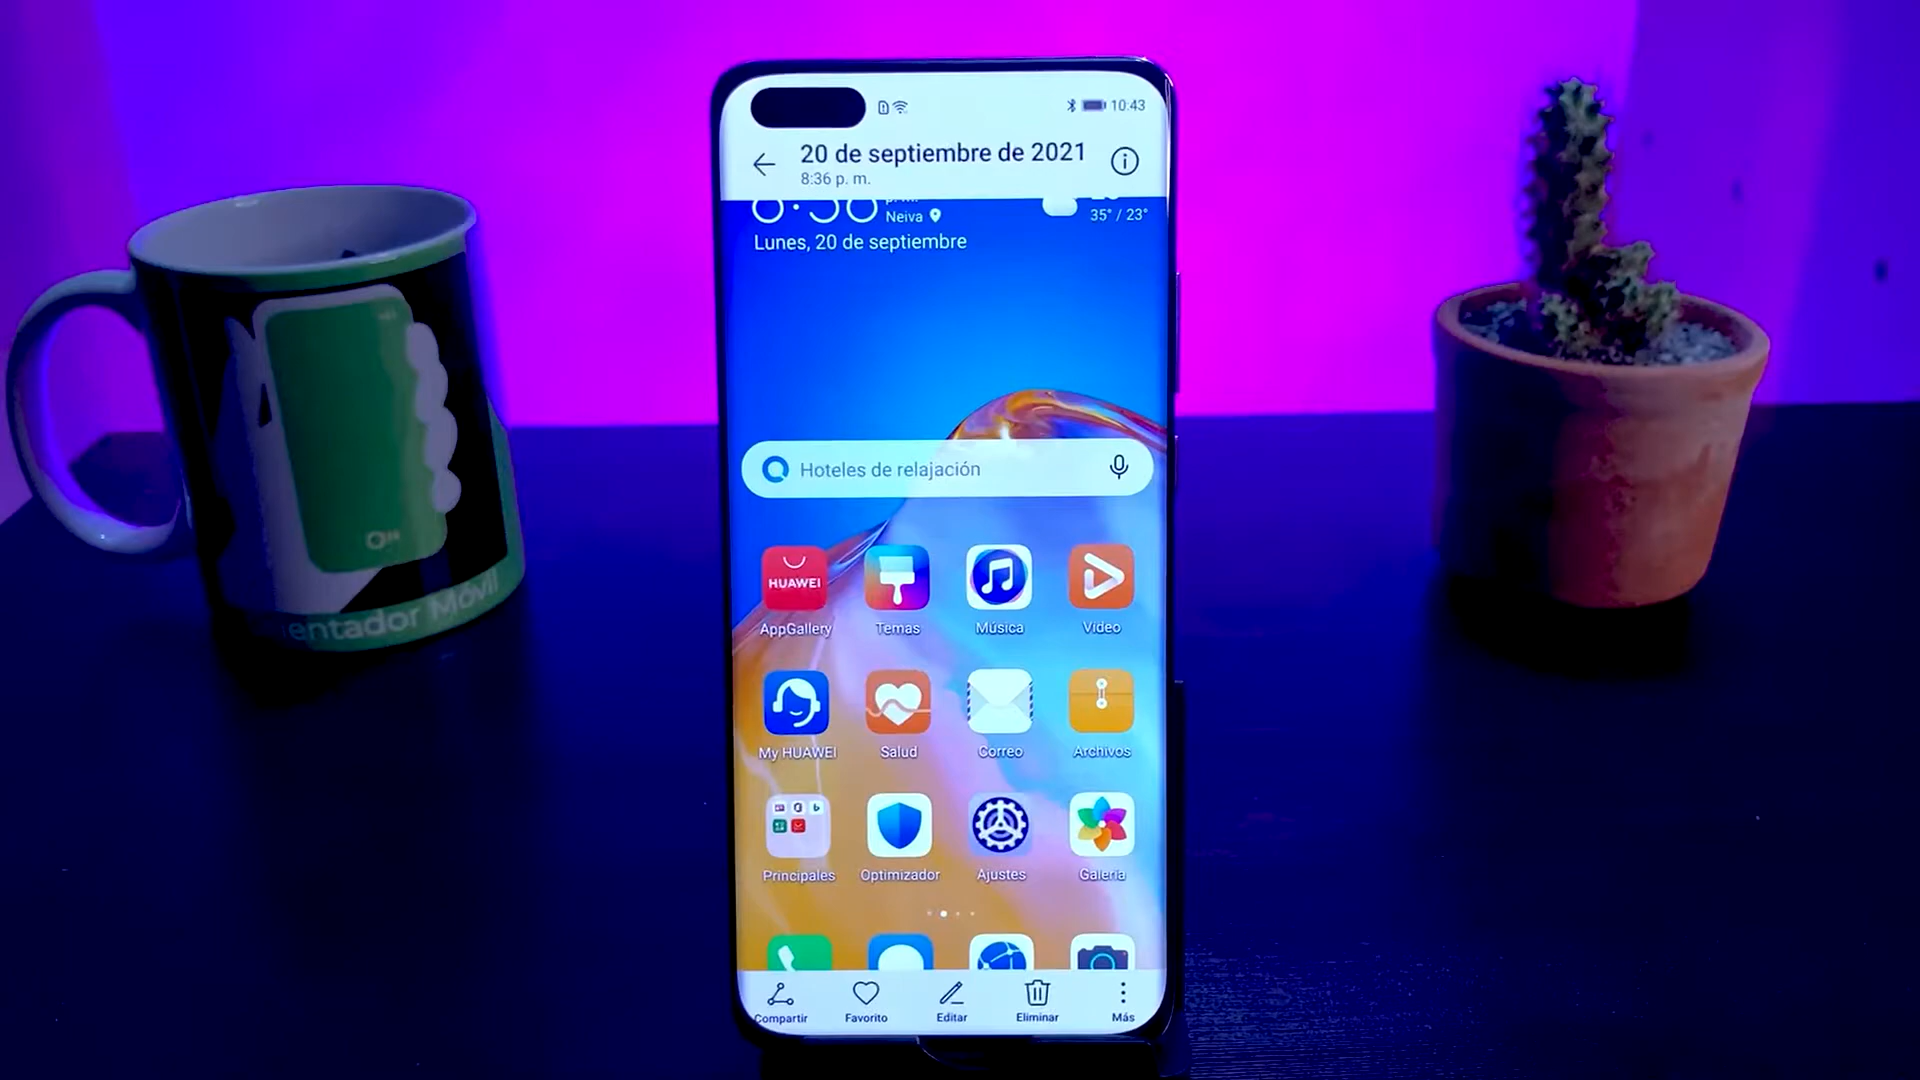 10:43
20 de septiembre de 2021
8:36 p. m.
Neiva
35° / 23°
Lunes, 20 de septiembre
Hoteles de relajación
HUAWEI
AppGallery Temas Música Video
My HUAWEI Salud Correo Archivos
Principales Optimizador Ajustes Galería
Compartir Favorito Editar Eliminar Más
entador Móvil